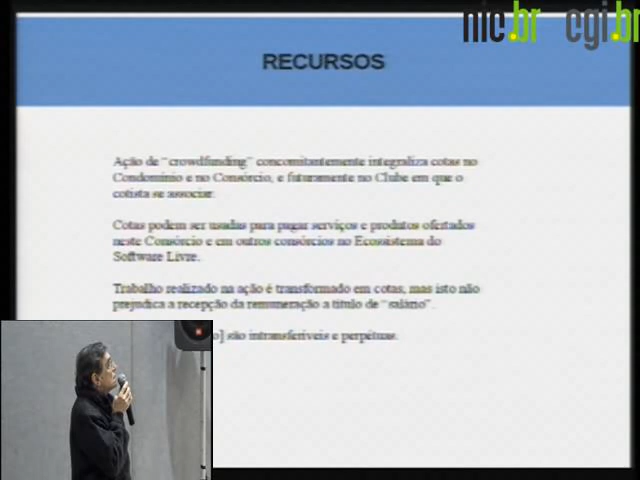 nic.br cgi.br
RECURSOS
Ação de "crowdfunding" concomitantemente integraliza cotas no
Condomínio e no Consórcio, e futuramente no Clube em que o
cotista se associar.
Cotas podem ser usadas para pagar serviços e produtos ofertados
neste Consórcio e em outros consórcios no Ecossistema do
Software Livre.
Trabalho realizado na ação é transformado em cotas, mas isto não
prejudica a recepção da remuneração a título de "salário".
o] são intransferíveis e perpétuas.